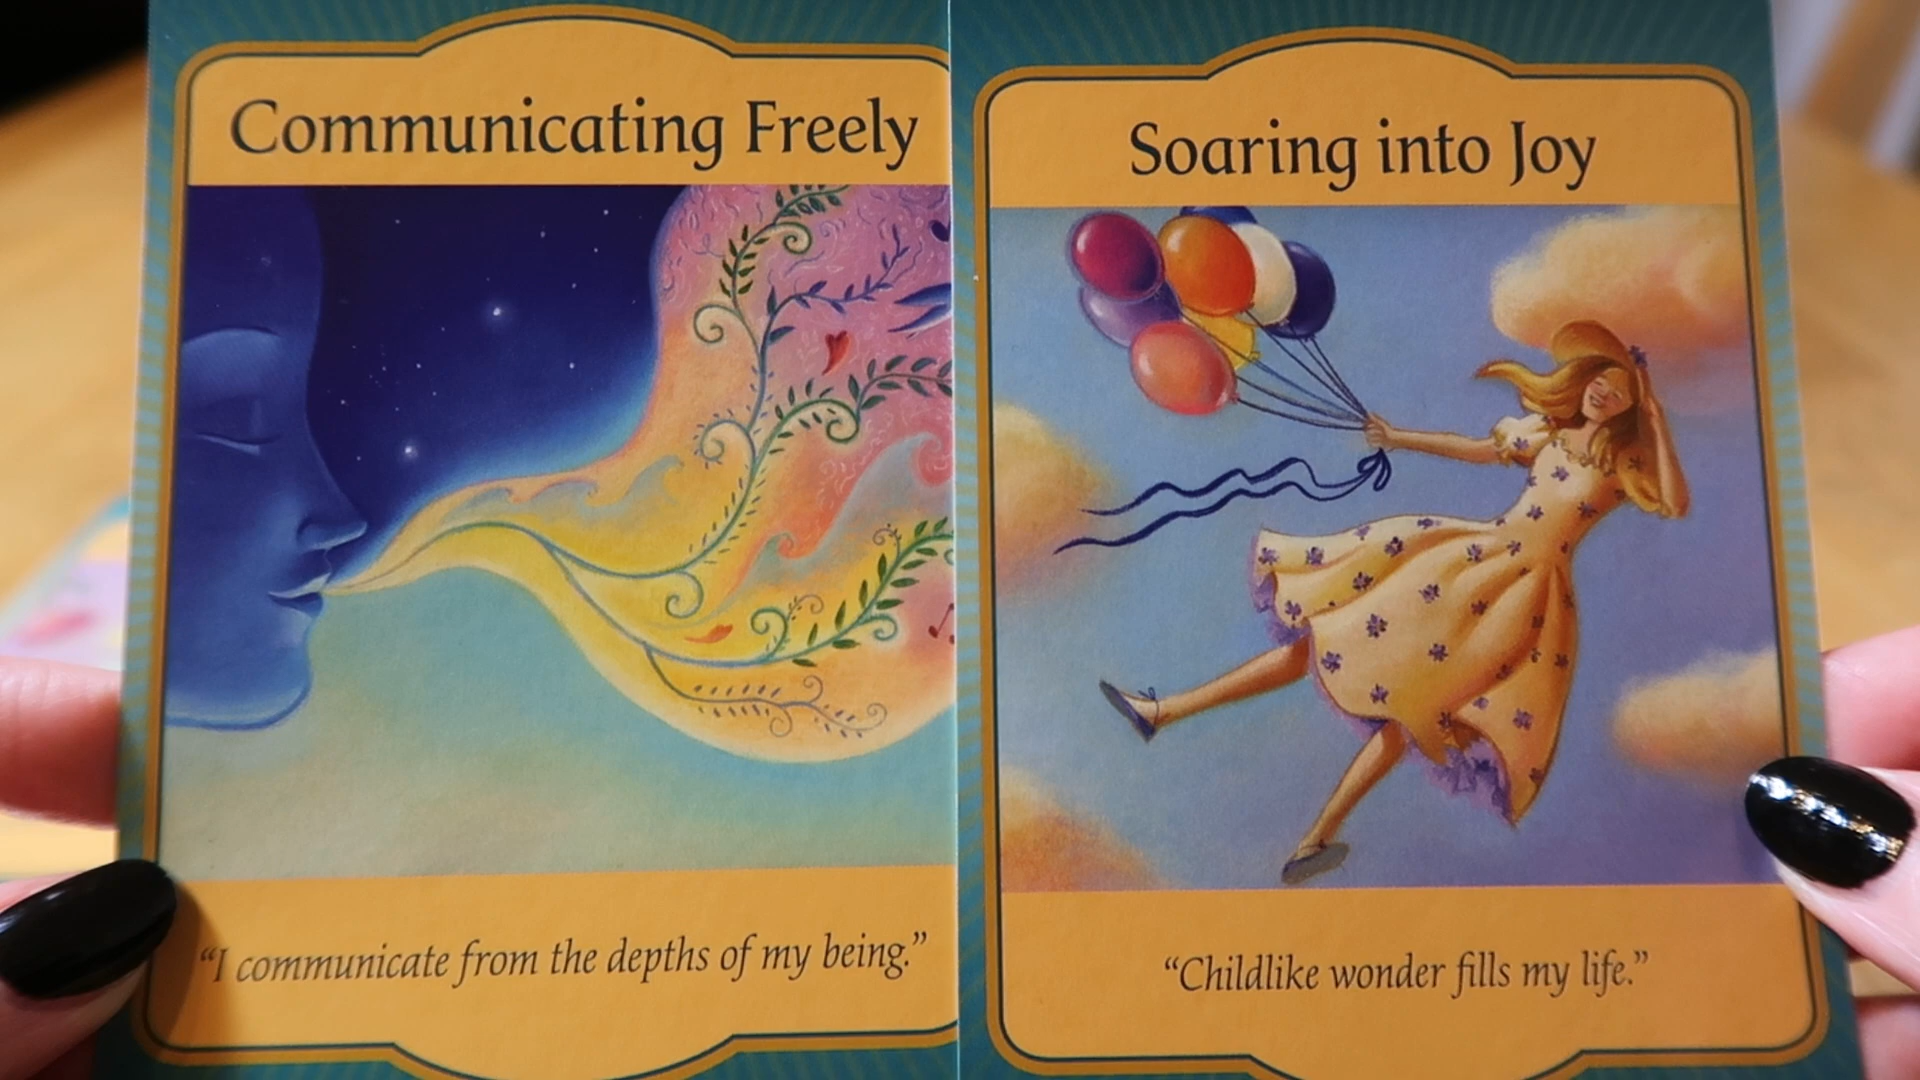 Communicating Freely
"I communicate from the depths of my being."
Soaring into Joy
"Childlike wonder fills my life."